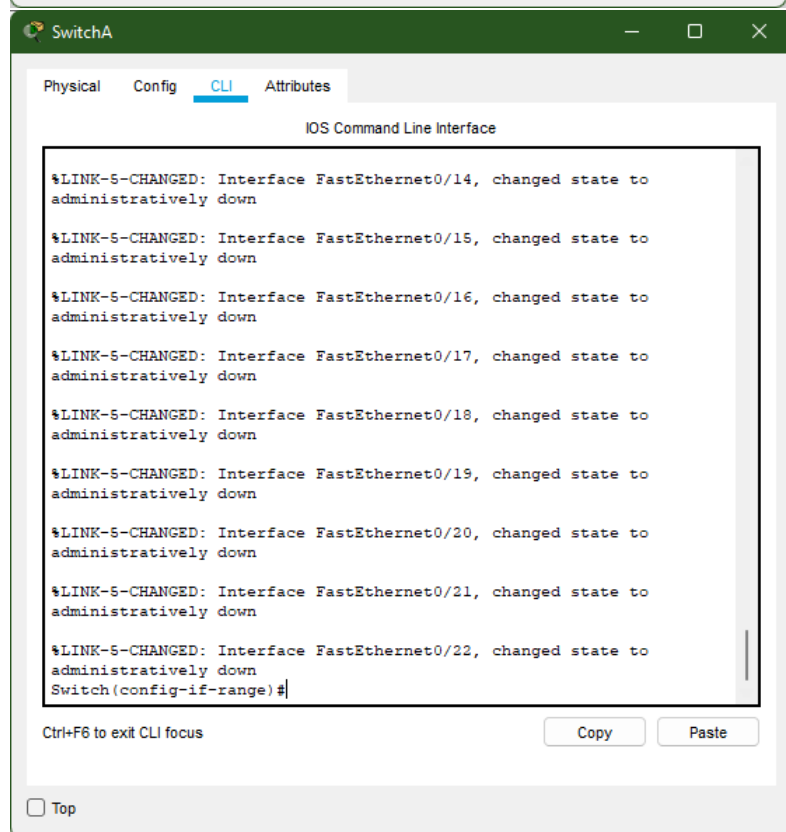 SwitchA
Physical Config CLI Attributes
IOS Command Line Interface
%LINK-5-CHANGED: Interface FastEthernet0/14, changed state to
administratively down
%LINK-5-CHANGED: Interface FastEthernet0/15, changed state to
administratively down
%LINK-5-CHANGED: Interface FastEthernet0/16, changed state to
administratively down
%LINK-5-CHANGED: Interface FastEthernet0/17, changed state to
administratively down
%LINK-5-CHANGED: Interface FastEthernet0/18, changed state to
administratively down
%LINK-5-CHANGED: Interface FastEthernet0/19, changed state to
administratively down
%LINK-5-CHANGED: Interface FastEthernet0/20, changed state to
administratively down
%LINK-5-CHANGED: Interface FastEthernet0/21, changed state to
administratively down
%LINK-5-CHANGED: Interface FastEthernet0/22, changed state to
administratively down
Switch(config-if-range)#
Ctrl+F6 to exit CLI focus Copy Paste
Top